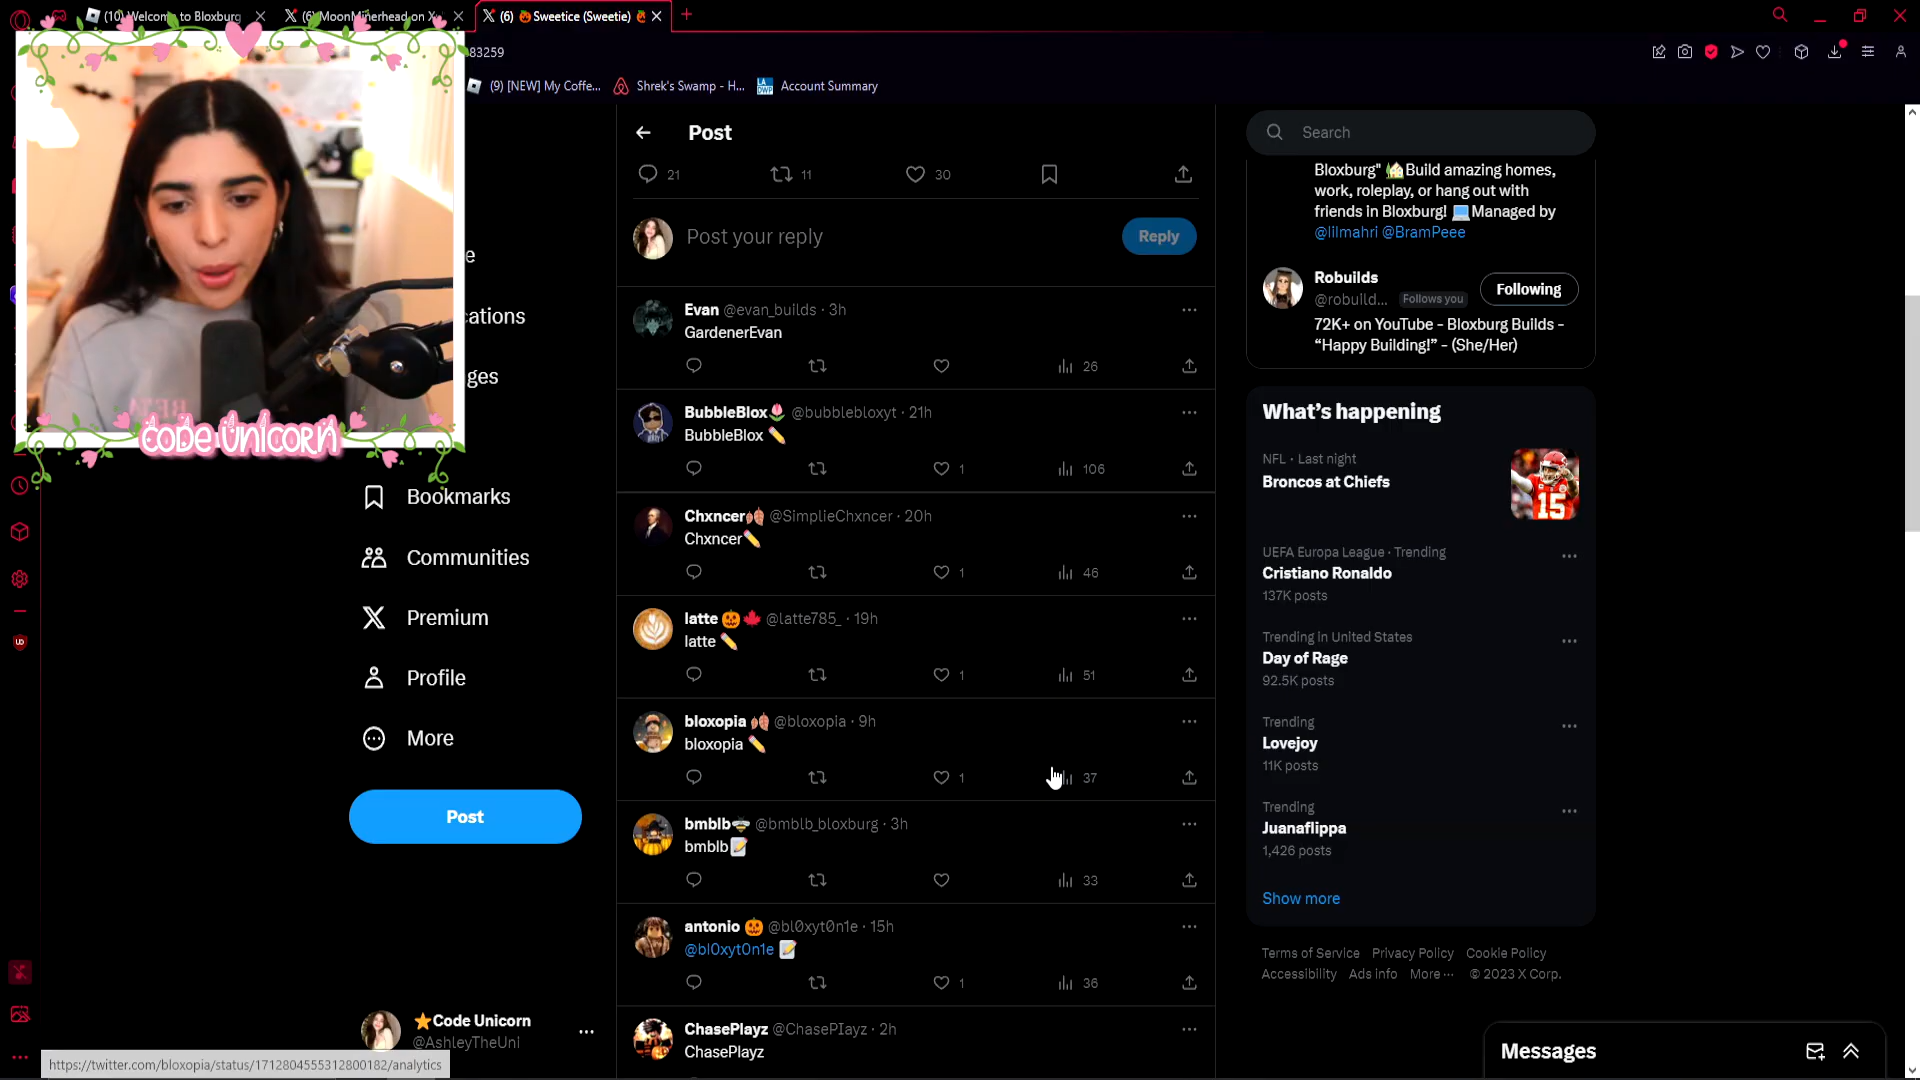 (10) Welcome to Bloxburg
(6) MoonMinerhead on X
(6) 🎃 Sweetice (Sweetie) 🎃
83259
(9) [NEW] My Coffe...
Shrek's Swamp - H...
Account Summary
CODE UNICORN
e
cations
ges
Bookmarks
Communities
Premium
Profile
More
Post
⭐Code Unicorn
@AshleyTheUni
https://twitter.com/bloxopia/status/1712804555312800182/analytics
Post
21
11
30
Post your reply
Reply
Evan @evan_builds · 3h
GardenerEvan
26
BubbleBlox🌷 @bubblebloxyt · 21h
BubbleBlox ✏️
1
106
Chxncer🍂 @SimplieChxncer · 20h
Chxncer✏️
1
46
latte 🎃🍁 @latte785_ · 19h
latte ✏️
1
51
bloxopia 🍂 @bloxopia · 9h
bloxopia ✏️
1
37
bmblb🐝 @bmblb_bloxburg · 3h
bmblb📝
33
antonio 🎃 @bl0xyt0n1e · 15h
@bl0xyt0n1e 📝
1
36
ChasePlayz @ChasePIayz · 2h
ChasePlayz
Search
Bloxburg" 🏡Build amazing homes,
work, roleplay, or hang out with
friends in Bloxburg! 💻Managed by
@lilmahri @BramPeee
Robuilds
@robuild... Follows you
Following
72K+ on YouTube - Bloxburg Builds -
“Happy Building!” - (She/Her)
What’s happening
NFL · Last night
Broncos at Chiefs
15
UEFA Europa League · Trending
Cristiano Ronaldo
137K posts
Trending in United States
Day of Rage
92.5K posts
Trending
Lovejoy
11K posts
Trending
Juanaflippa
1,426 posts
Show more
Terms of Service Privacy Policy Cookie Policy
Accessibility Ads info More ··· © 2023 X Corp.
Messages